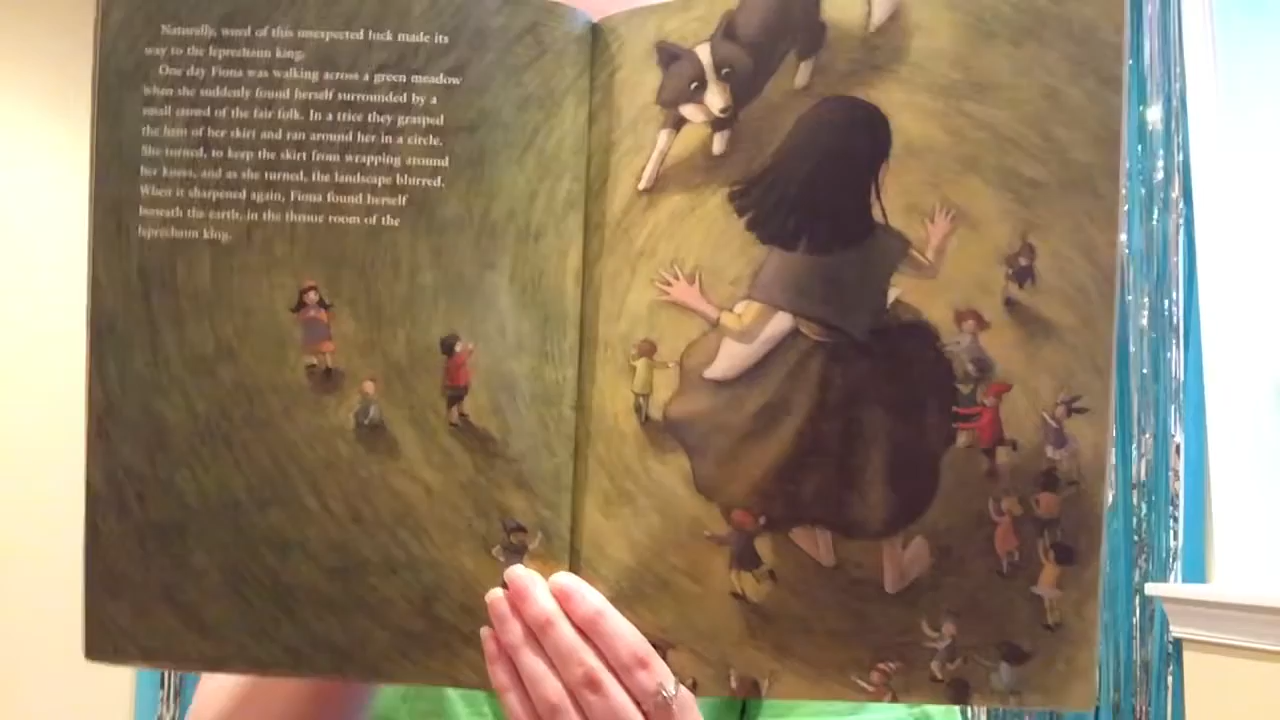 Naturally, word of this unexpected luck made its
way to the leprechaun king.
One day Fiona was walking across a green meadow
when she suddenly found herself surrounded by a
small crowd of the fair folk. In a trice they grasped
the hem of her skirt and ran around her in a circle.
She turned, to keep the skirt from wrapping around
her knees, and as she turned, the landscape blurred.
When it sharpened again, Fiona found herself
beneath the earth, in the throne room of the
leprechaun king.